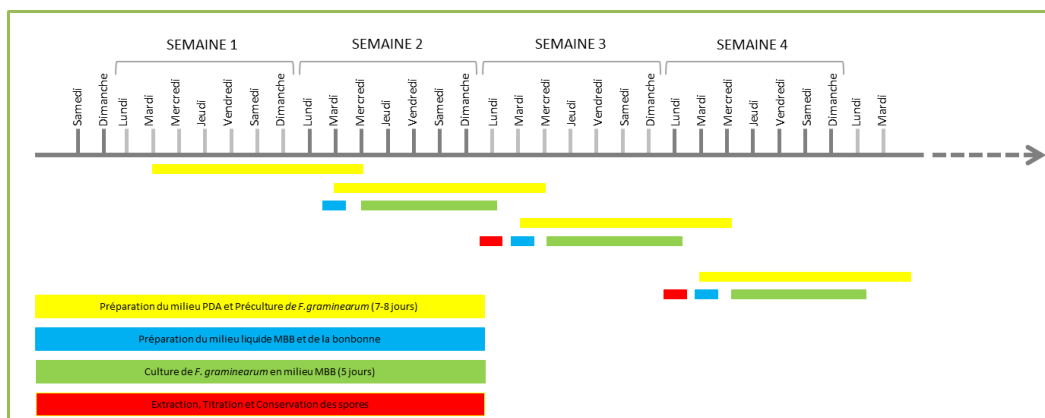 SEMAINE 1 SEMAINE 2 SEMAINE 3 SEMAINE 4
Samedi Dimanche Lundi Mardi Mercredi Jeudi Vendredi Samedi Dimanche Lundi Mardi Mercredi Jeudi Vendredi Samedi Dimanche Lundi Mardi Mercredi Jeudi Vendredi Samedi Dimanche Lundi Mardi Mercredi Jeudi Vendredi Samedi Dimanche Lundi Mardi
Préparation du milieu PDA et Préculture de F.graminearum (7-8 jours)
Préparation du milieu liquide MBB et de la bonbonne
Culture de F. graminearum en milieu MBB (5 jours)
Extraction, Titration et Conservation des spores